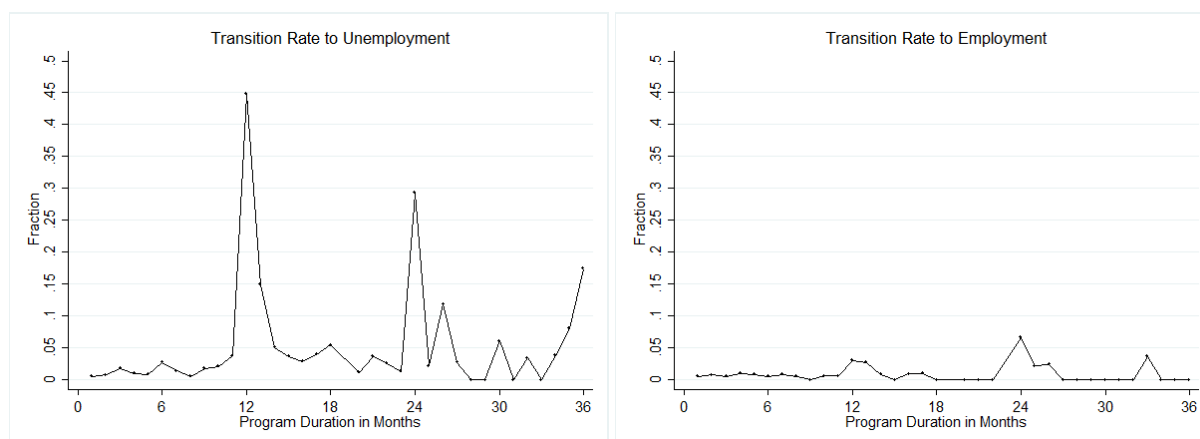 Transition Rate to Unemployment
.5
.45
.4
.35
.3
.25
.2
.15
.1
.05
0
Fraction
0 6 12 18 24 30 36
Program Duration in Months
Transition Rate to Employment
.5
.45
.4
.35
.3
.25
.2
.15
.1
.05
0
Fraction
0 6 12 18 24 30 36
Program Duration in Months